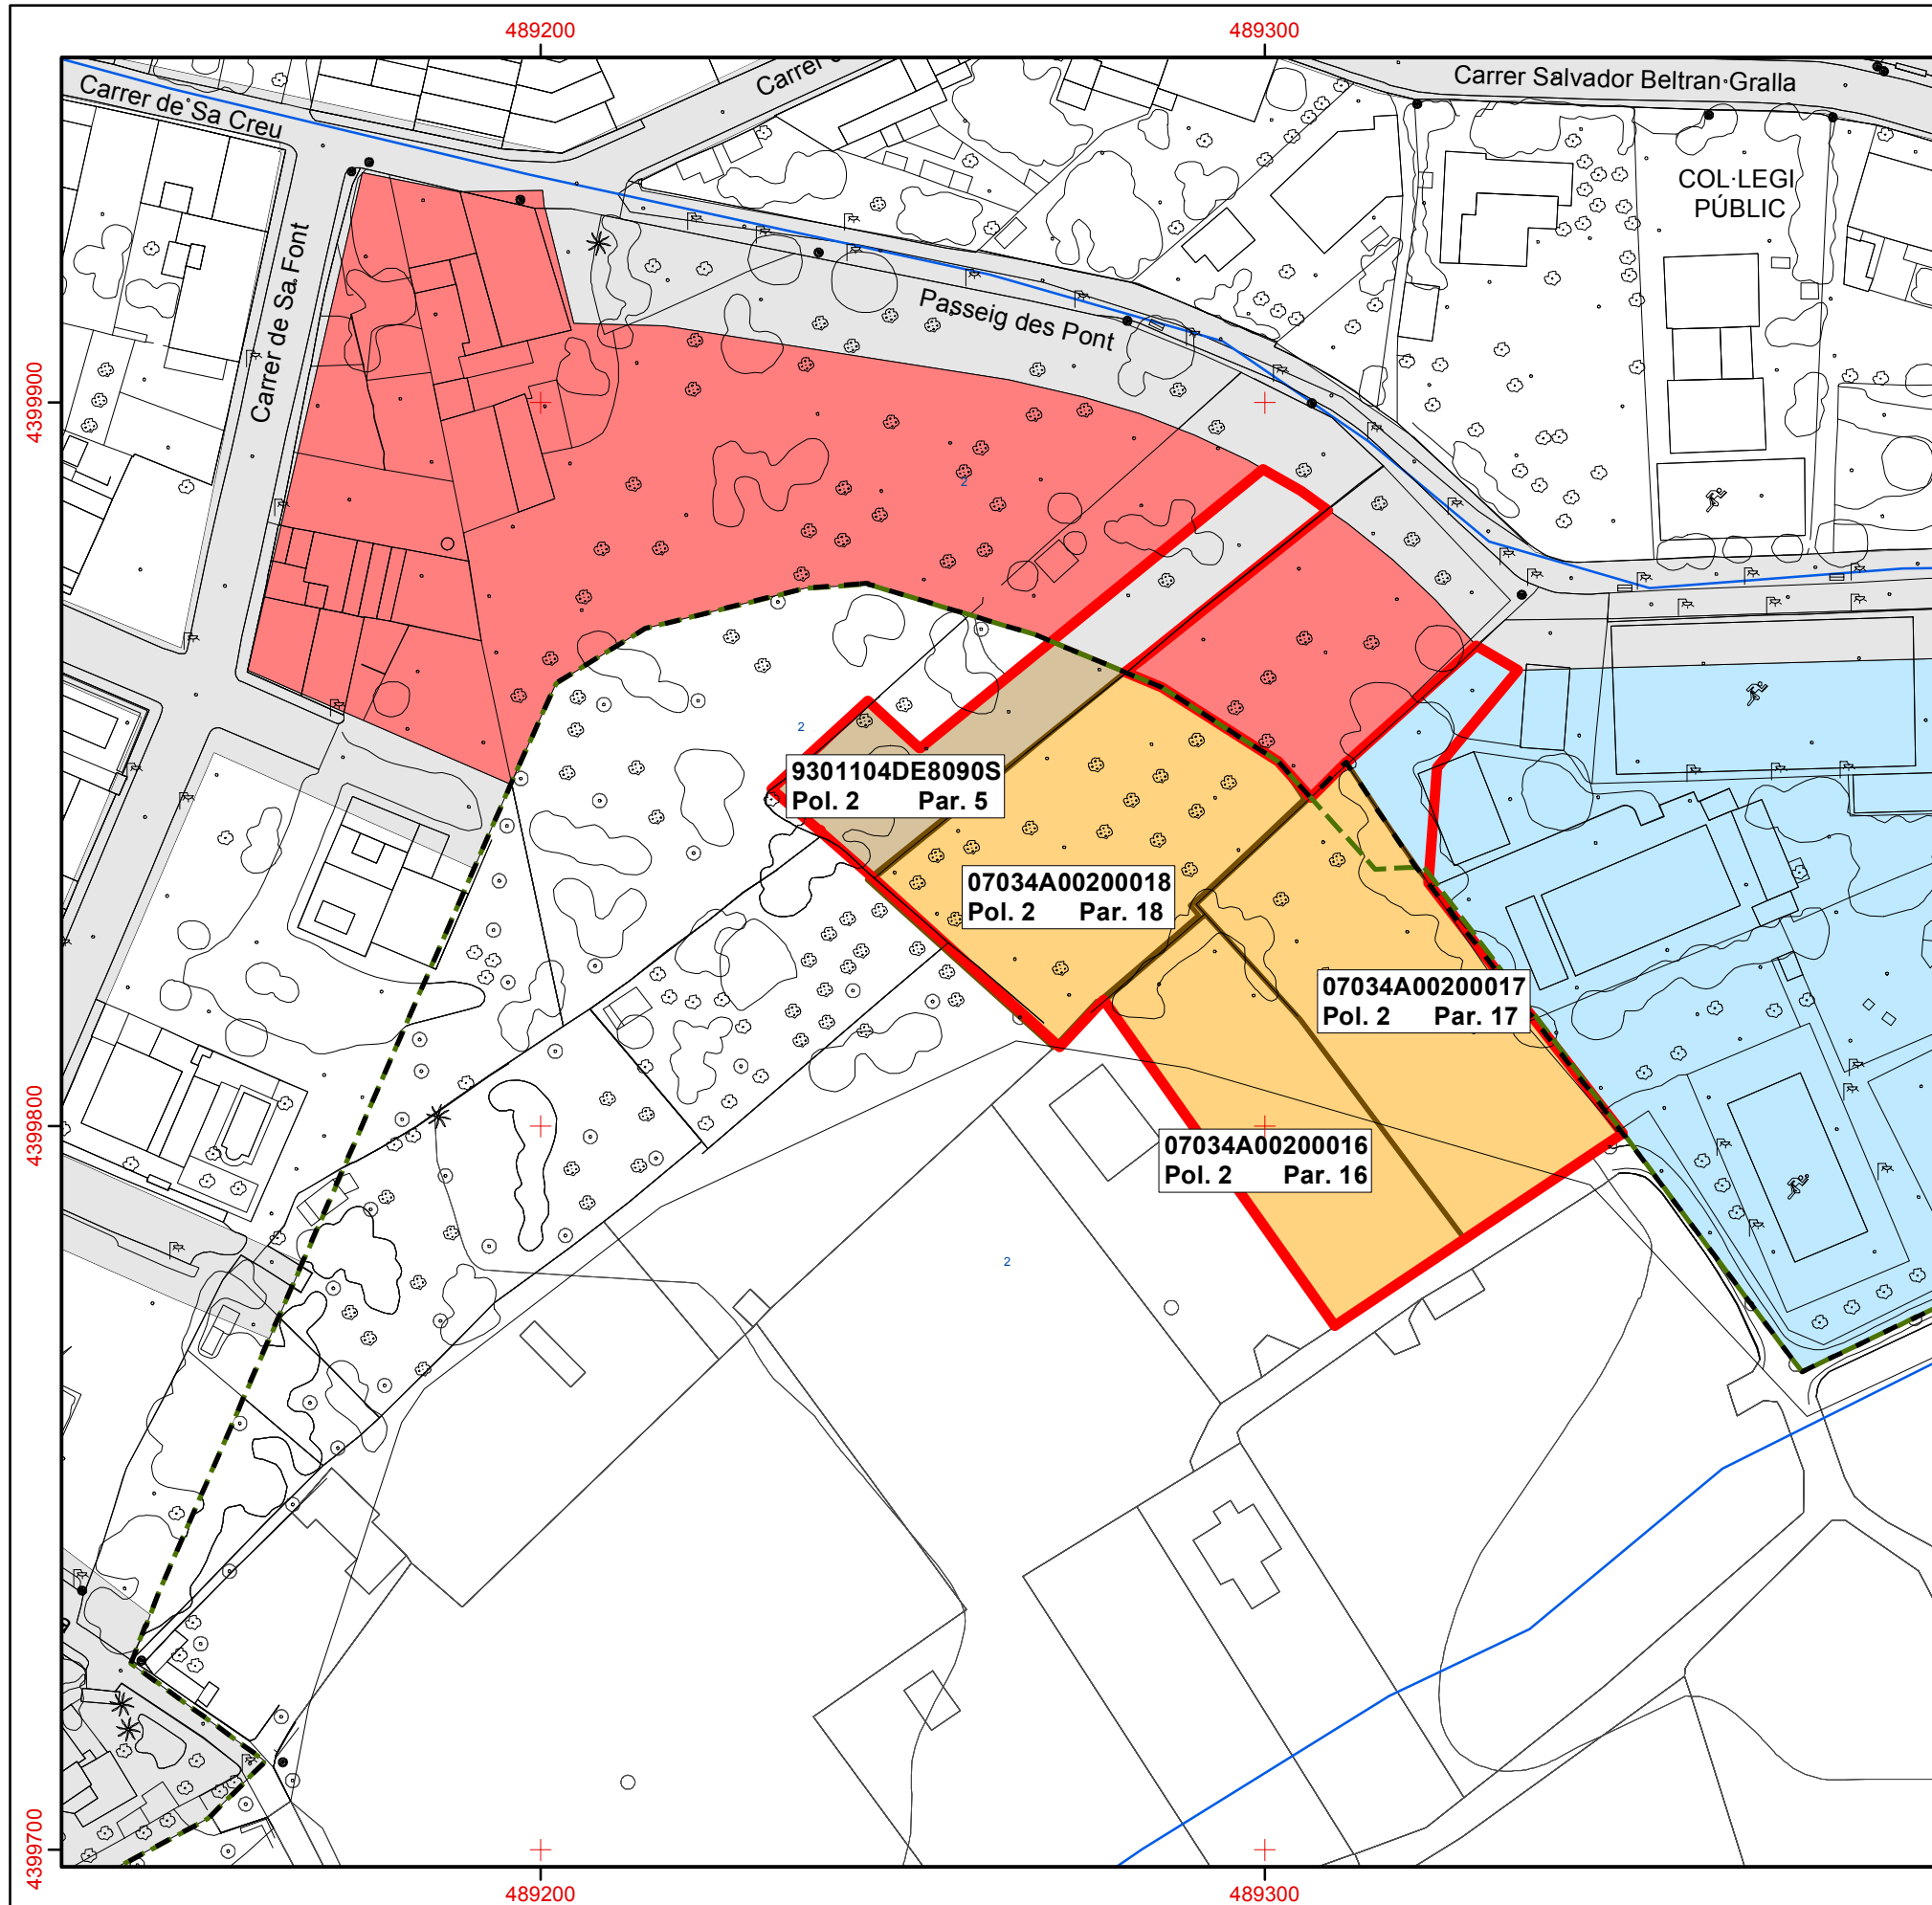 489200
489300
Carrer de Sa Creu
Carrer
Carrer Salvador Beltran Gralla
COL·LEGI
PÚBLIC
Carrer de Sa Font
Passeig des Pont
4399900
2
2
9301104DE8090S
Pol. 2 Par. 5
07034A00200018
Pol. 2 Par. 18
07034A00200017
Pol. 2 Par. 17
4399800
07034A00200016
Pol. 2 Par. 16
2
4399700
489200
489300